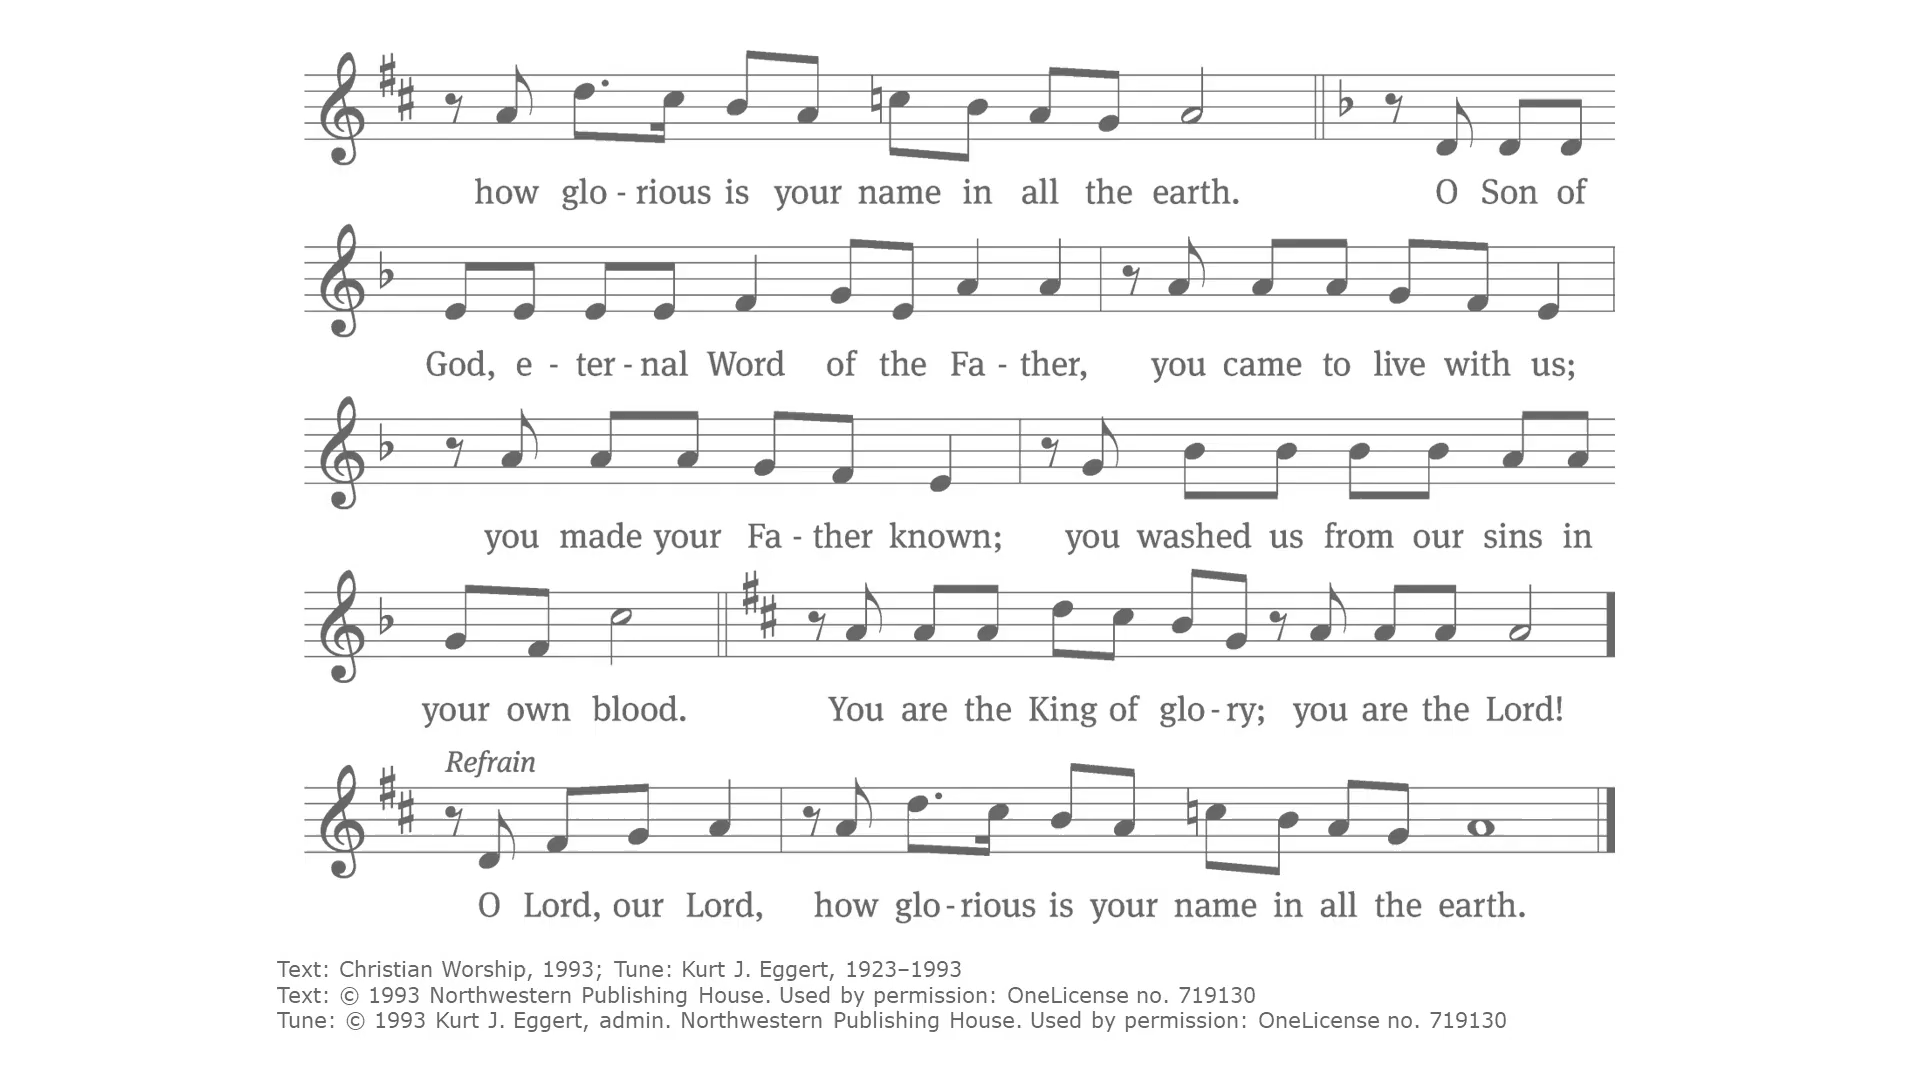 how glo - rious is your name in all the earth. O Son of
God, e - ter - nal Word of the Fa - ther, you came to live with us;
you made your Fa - ther known; you washed us from our sins in
your own blood. You are the King of glo - ry; you are the Lord!
Refrain
O Lord, our Lord, how glo - rious is your name in all the earth.
Text: Christian Worship, 1993; Tune: Kurt J. Eggert, 1923–1993
Text: © 1993 Northwestern Publishing House. Used by permission: OneLicense no. 719130
Tune: © 1993 Kurt J. Eggert, admin. Northwestern Publishing House. Used by permission: OneLicense no. 719130